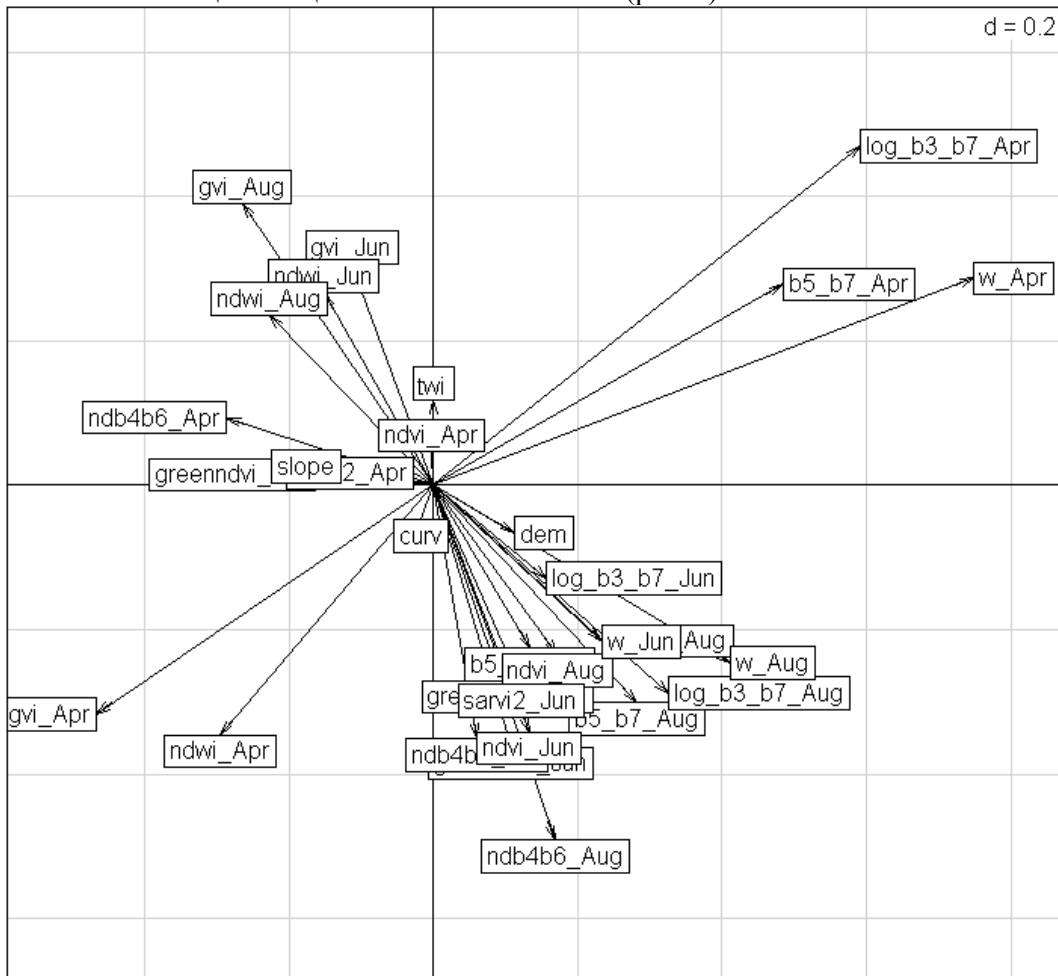 d = 0.2
log_b3_b7_Apr
gvi_Aug
gvi_Jun
ndwi_Jun
b5_b7_Apr
w_Apr
ndwi_Aug
twi
ndb4b6_Apr
ndvi_Apr
greenndvi_
slope
2_Apr
curv
dem
log_b3_b7_Jun
w_Jun
Aug
b5_
ndvi_Aug
w_Aug
gre
sarvi2_Jun
log_b3_b7_Aug
gvi_Apr
b5_b7_Aug
ndwi_Apr
ndb4b
ndvi_Jun
ndb4b6_Aug